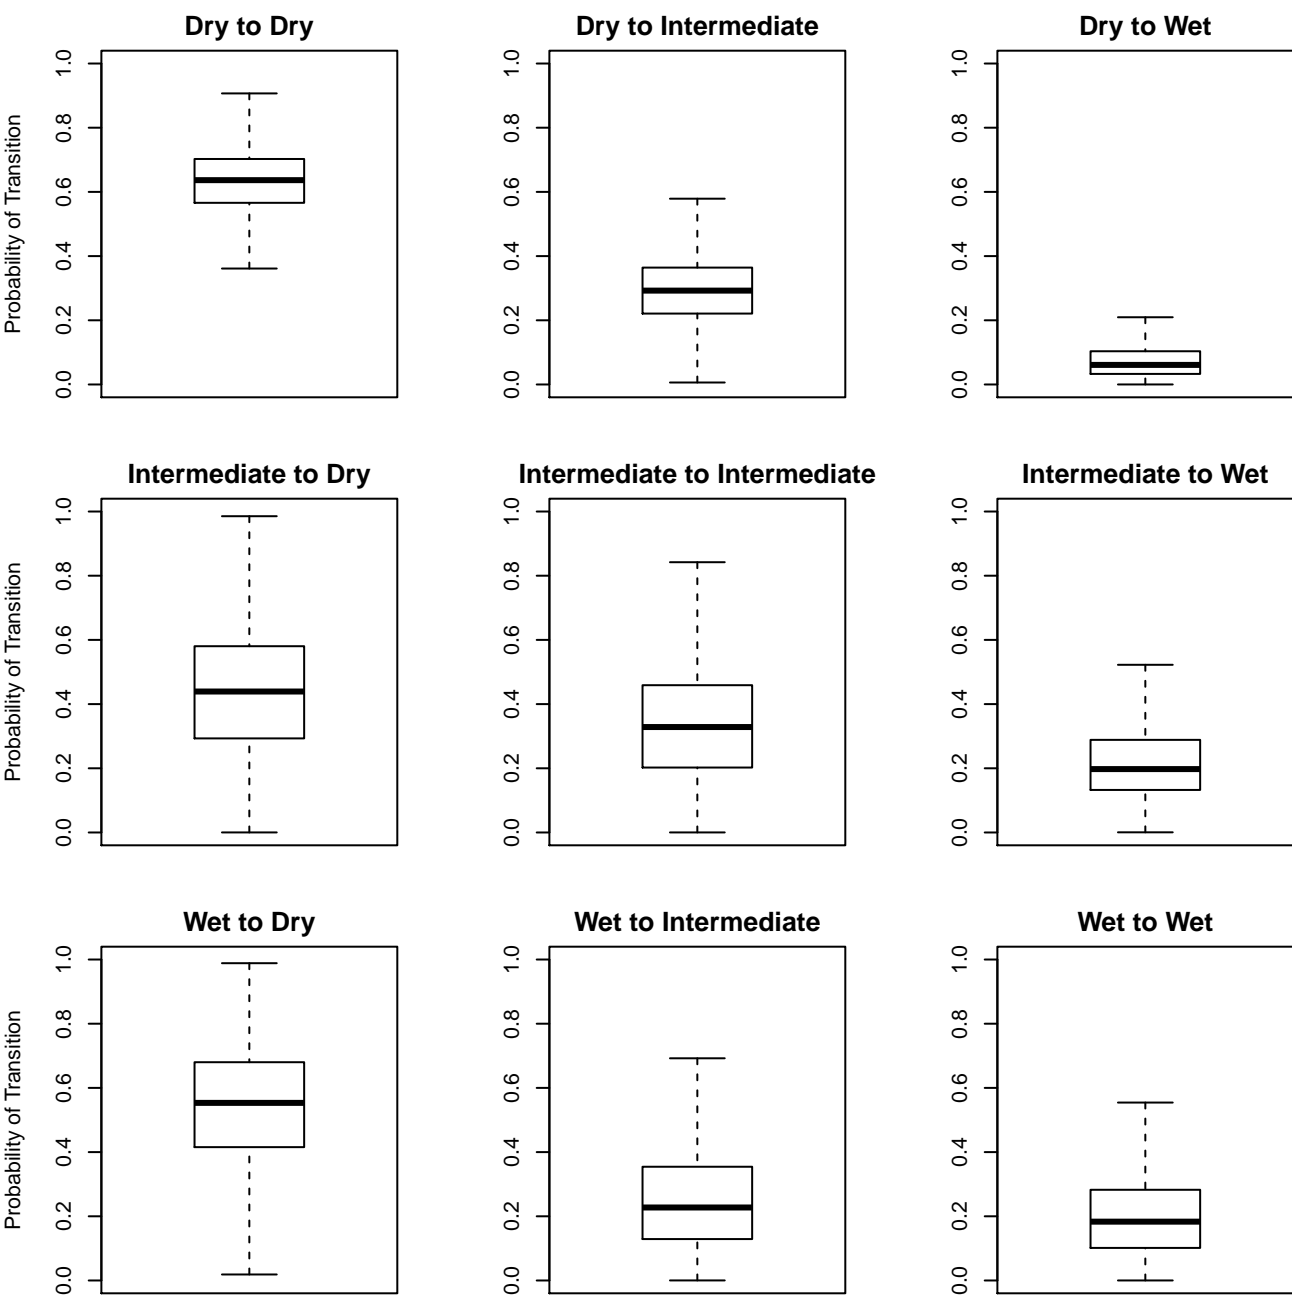 Dry to Dry
Dry to Intermediate
Dry to Wet
Probability of Transition
0.0 0.2 0.4 0.6 0.8 1.0
0.0 0.2 0.4 0.6 0.8 1.0
0.0 0.2 0.4 0.6 0.8 1.0
Intermediate to Dry
Intermediate to Intermediate
Intermediate to Wet
Probability of Transition
0.0 0.2 0.4 0.6 0.8 1.0
0.0 0.2 0.4 0.6 0.8 1.0
0.0 0.2 0.4 0.6 0.8 1.0
Wet to Dry
Wet to Intermediate
Wet to Wet
Probability of Transition
0.0 0.2 0.4 0.6 0.8 1.0
0.0 0.2 0.4 0.6 0.8 1.0
0.0 0.2 0.4 0.6 0.8 1.0